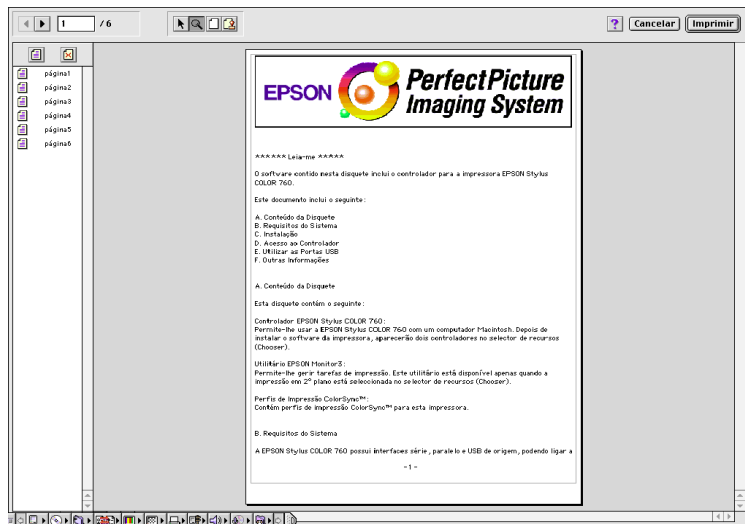 1 /6
? Cancelar Imprimir
página1
página2
página3
página4
página5
página6
EPSON PerfectPicture
Imaging System
****** Leia-me *****
O software contido nesta disquete inclui o controlador para a impressora EPSON Stylus
COLOR 760.
Este documento inclui o seguinte:
A. Conteúdo da Disquete
B. Requisitos do Sistema
C. Instalação
D. Acesso ao Controlador
E. Utilizar as Portas USB
F. Outras Informações
A. Conteúdo da Disquete
Esta disquete contém o seguinte:
Controlador EPSON Stylus COLOR 760:
Permite-lhe usar a EPSON Stylus COLOR 760 com um computador Macintosh. Depois de
instalar o software da impressora, aparecerão dois controladores no selector de recursos
(Chooser).
Utilitário EPSON Monitor3:
Permite-lhe gerir tarefas de impressão. Este utilitário está disponível apenas quando a
impressão em 2º plano está seleccionada no selector de recursos (Chooser).
Perfis de Impressão ColorSync™:
Contém perfis de impressão ColorSync™ para esta impressora.
B. Requisitos do Sistema
A EPSON Stylus COLOR 760 possui interfaces série, paralelo e USB de origem, podendo ligar a
-1-